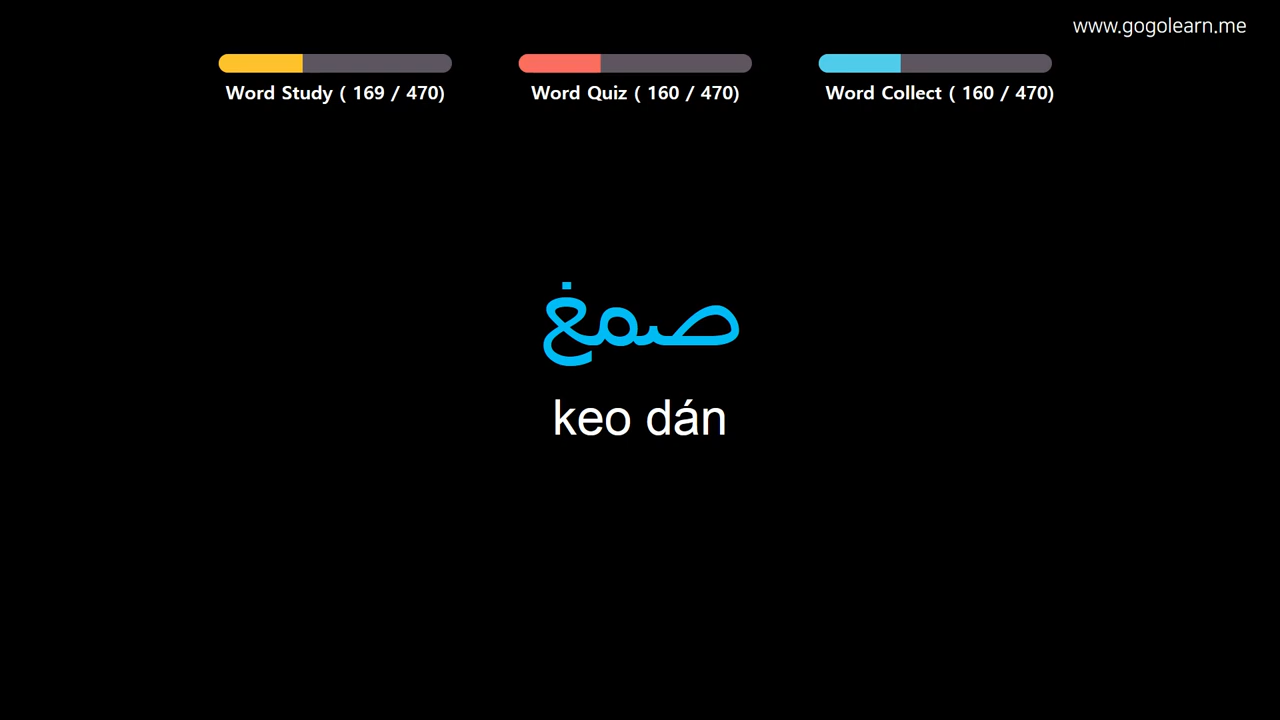 www.gogolearn.me
Word Study ( 169 / 470)
Word Quiz ( 160 / 470)
Word Collect ( 160 / 470)
صمغ
keo dán